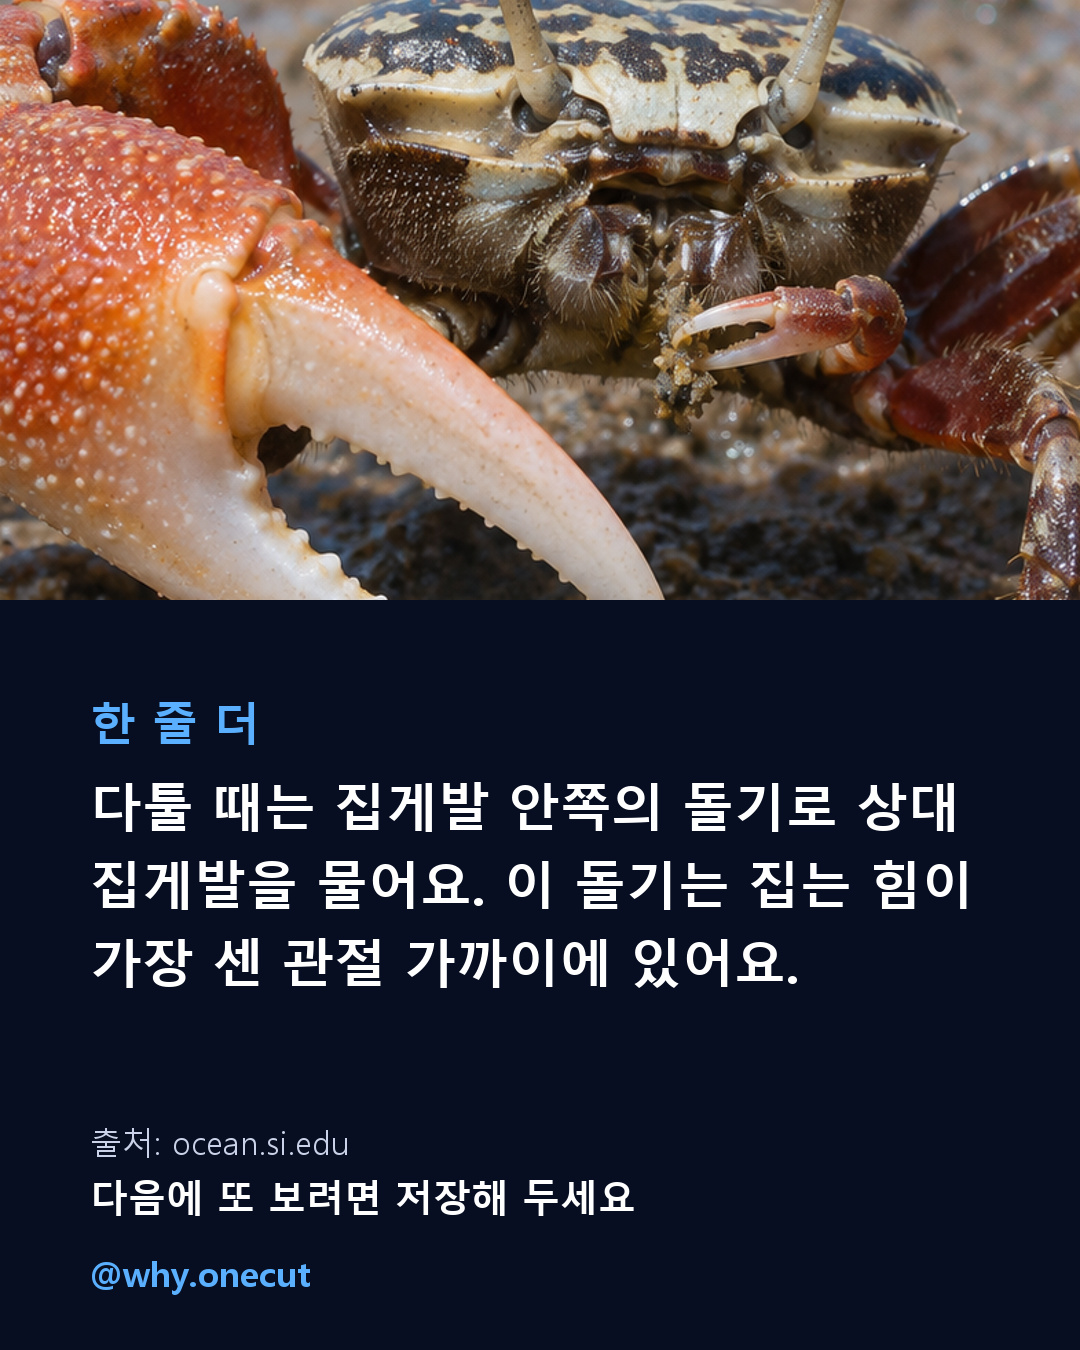 한 줄 더
다툴 때는 집게발 안쪽의 돌기로 상대
집게발을 물어요. 이 돌기는 집는 힘이
가장 센 관절 가까이에 있어요.
출처: ocean.si.edu
다음에 또 보려면 저장해 두세요
@why.onecut